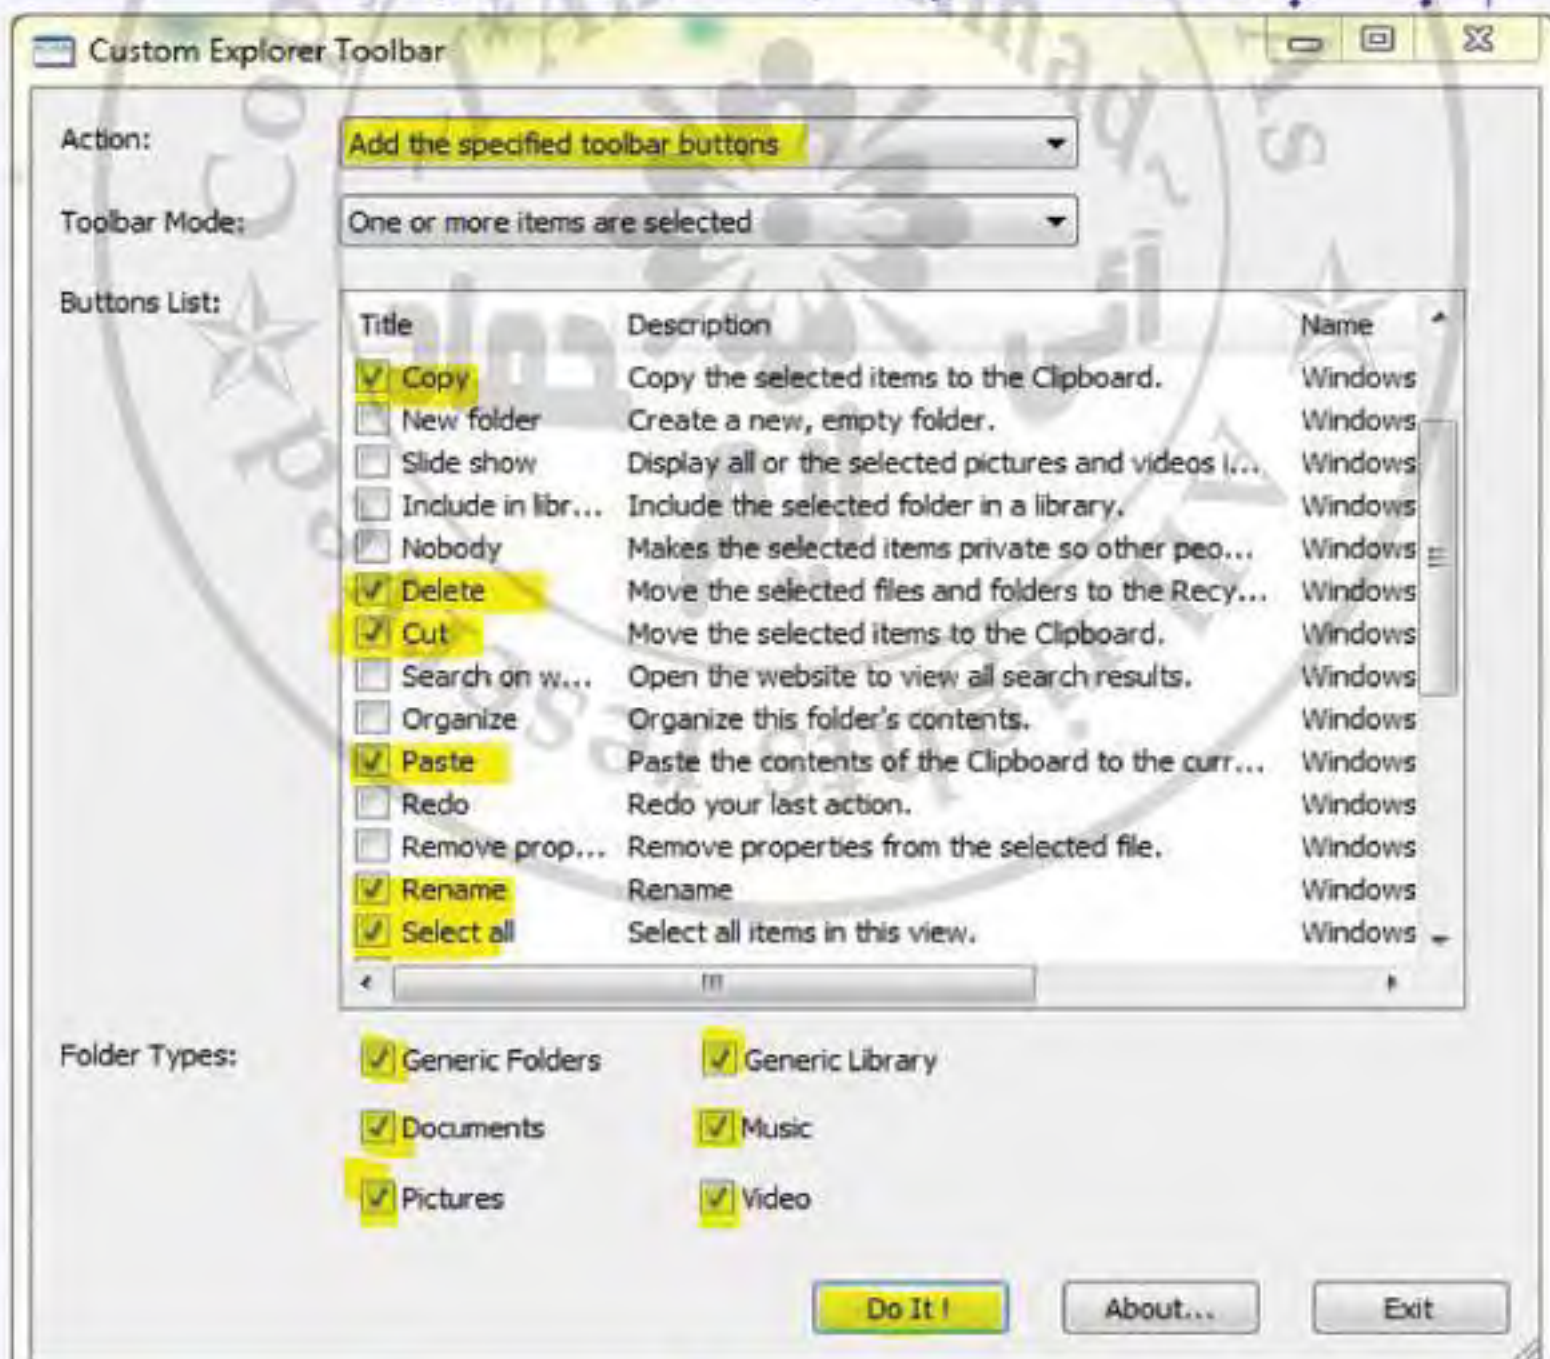 Custom Explorer Toolbar
Action:
Add the specified toolbar buttons
Toolbar Mode:
One or more items are selected
Buttons List:
Title Description Name
Copy Copy the selected items to the Clipboard. Windows
New folder Create a new, empty folder. Windows
Slide show Display all or the selected pictures and videos i... Windows
Include in libr... Include the selected folder in a library. Windows
Nobody Makes the selected items private so other peo... Windows
Delete Move the selected files and folders to the Recy... Windows
Cut Move the selected items to the Clipboard. Windows
Search on w... Open the website to view all search results. Windows
Organize Organize this folder's contents. Windows
Paste Paste the contents of the Clipboard to the curr... Windows
Redo Redo your last action. Windows
Remove prop... Remove properties from the selected file. Windows
Rename Rename Windows
Select all Select all items in this view. Windows
Folder Types:
Generic Folders Generic Library
Documents Music
Pictures Video
Do It ! About... Exit